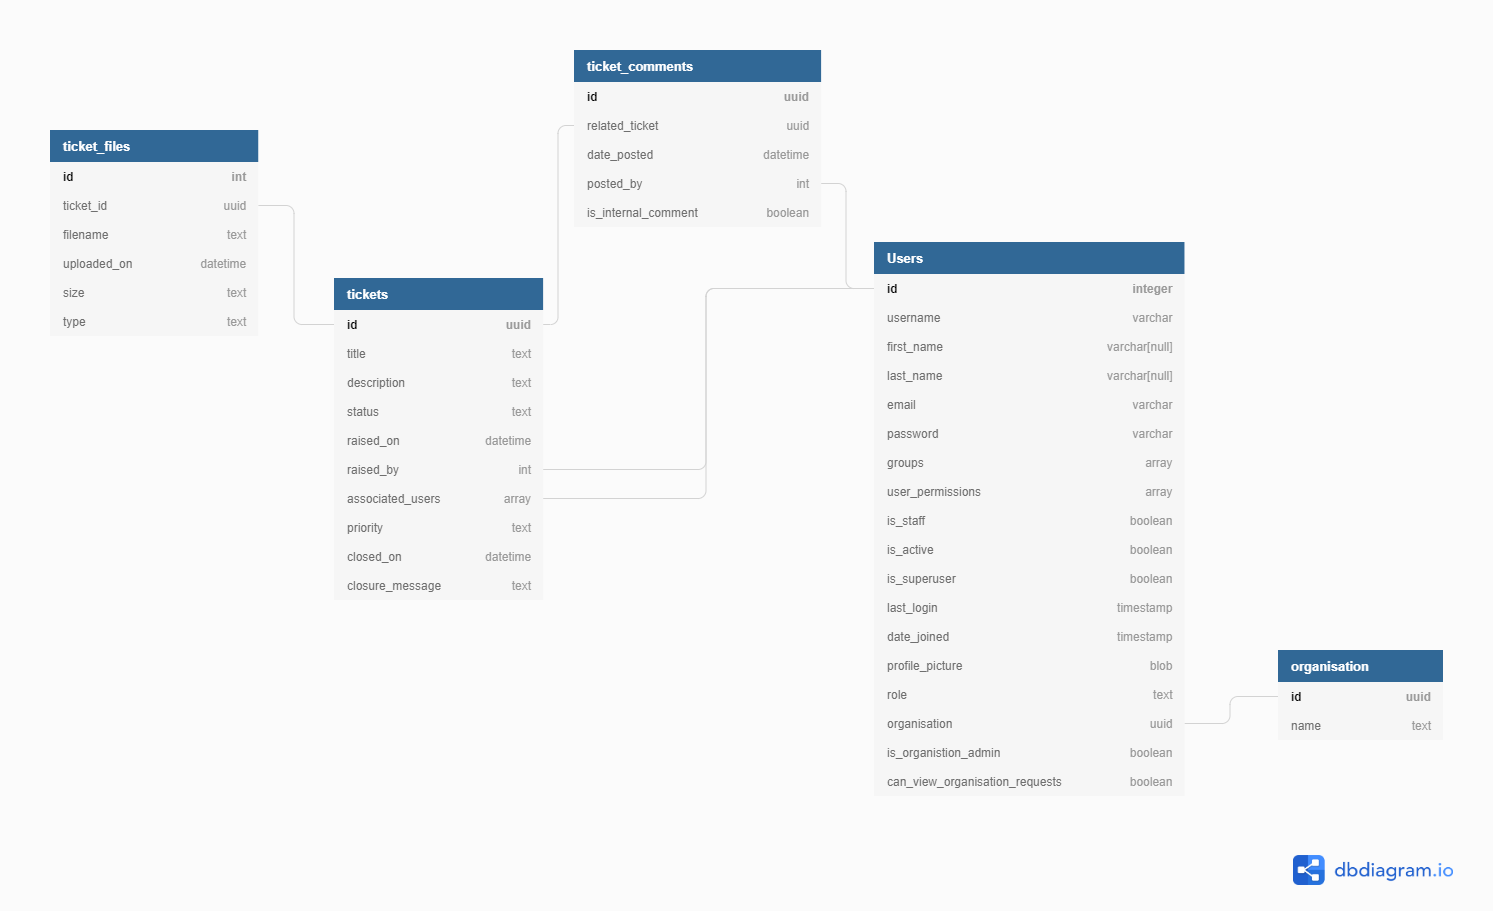 ticket_comments
id uuid
related_ticket uuid
date_posted datetime
posted_by int
is_internal_comment boolean
ticket_files
id int
ticket_id uuid
filename text
uploaded_on datetime
size text
type text
tickets
id uuid
title text
description text
status text
raised_on datetime
raised_by int
associated_users array
priority text
closed_on datetime
closure_message text
Users
id integer
username varchar
first_name varchar[null]
last_name varchar[null]
email varchar
password varchar
groups array
user_permissions array
is_staff boolean
is_active boolean
is_superuser boolean
last_login timestamp
date_joined timestamp
profile_picture blob
role text
organisation uuid
is_organistion_admin boolean
can_view_organisation_requests boolean
organisation
id uuid
name text
dbdiagram.io